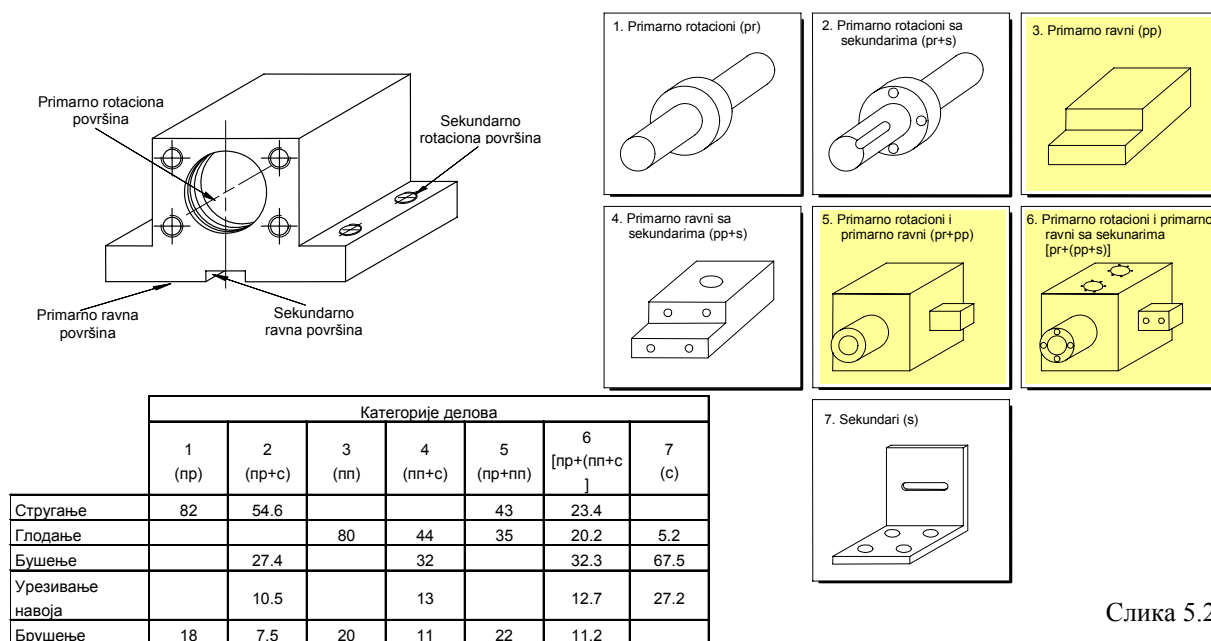 Primarno rotaciona
površina
Sekundarno
rotaciona površina
Primarno ravna
površina
Sekundarno
ravna površina
1. Primarno rotacioni (pr)
2. Primarno rotacioni sa
sekundarima (pr+s)
3. Primarno ravni (pp)
4. Primarno ravni sa
sekundarima (pp+s)
5. Primarno rotacioni i
primarno ravni (pr+pp)
6. Primarno rotacioni i primarno
ravni sa sekunarima
[pr+(pp+s)]
7. Sekundari (s)
Категорије делова
1 2 3 4 5 6 7
(пр) (пр+с) (пп) (пп+с) (пр+пп) [пр+(пп+с (с)
]
Стругање 82 54.6 43 23.4
Глодање 80 44 35 20.2 5.2
Бушење 27.4 32 32.3 67.5
Урезивање
навоја 10.5 13 12.7 27.2
Брушење 18 7.5 20 11 22 11.2
Слика 5.2